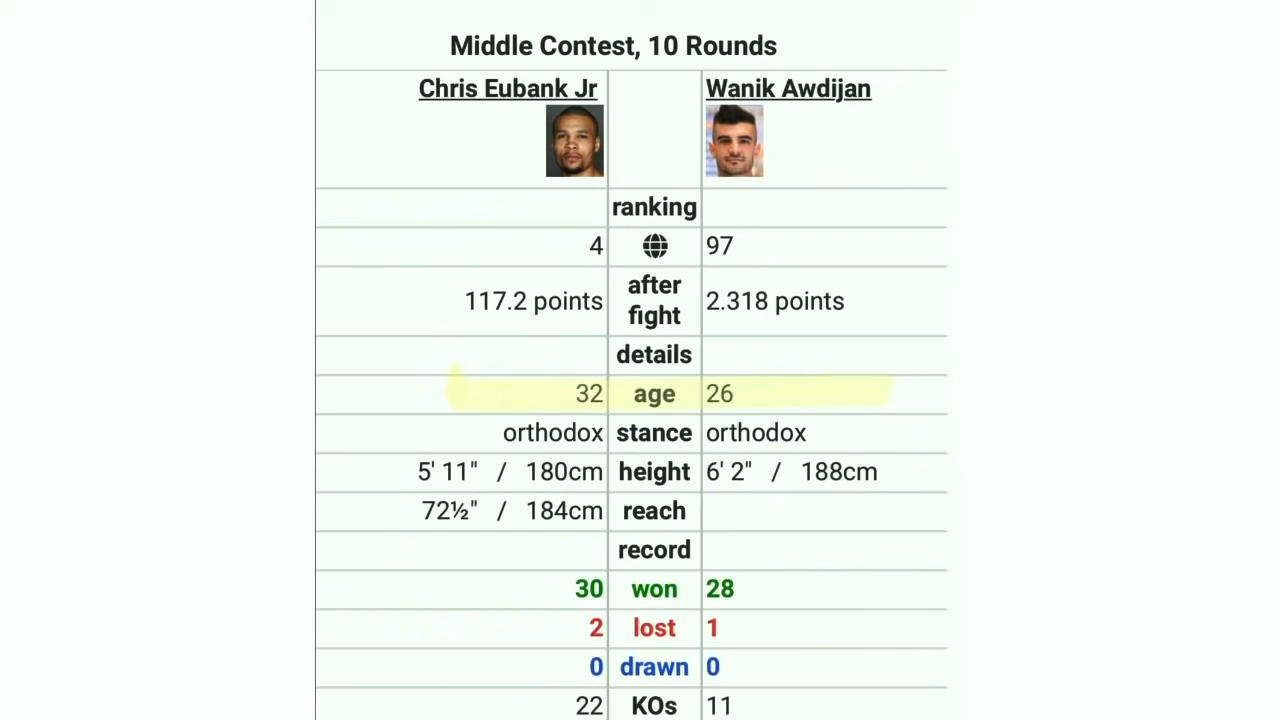 Middle Contest, 10 Rounds
Chris Eubank Jr Wanik Awdijan
ranking
4 97
117.2 points after fight 2.318 points
details
32 age 26
orthodox stance orthodox
5' 11" / 180cm height 6' 2" / 188cm
72½" / 184cm reach
record
30 won 28
2 lost 1
0 drawn 0
22 KOs 11